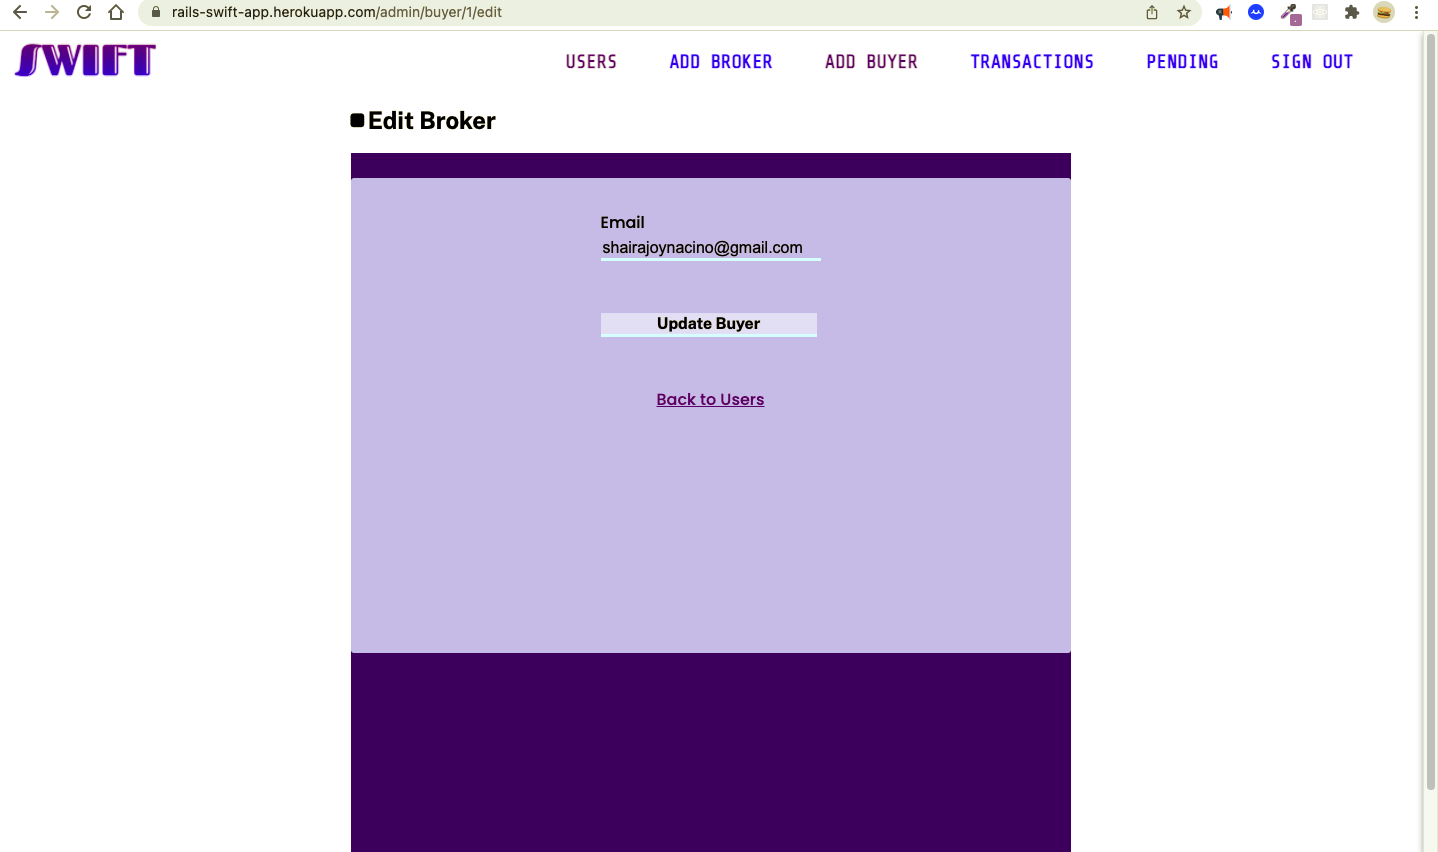 rails-swift-app.herokuapp.com/admin/buyer/1/edit
SWIFT
USERS ADD BROKER ADD BUYER TRANSACTIONS PENDING SIGN OUT
Edit Broker
Email
shairajoynacino@gmail.com
Update Buyer
Back to Users